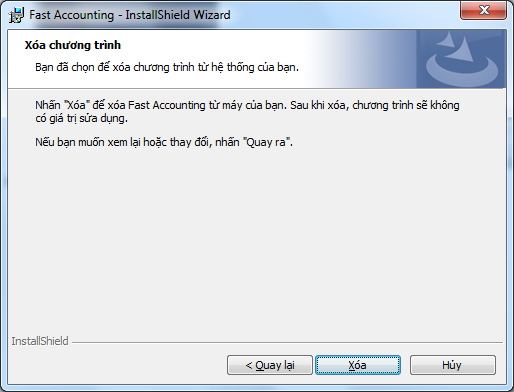 Fast Accounting - InstallShield Wizard
Xóa chương trình
Bạn đã chọn để xóa chương trình từ hệ thống của bạn.
Nhấn "Xóa" để xóa Fast Accounting từ máy của bạn. Sau khi xóa, chương trình sẽ không
có giá trị sửa dụng.
Nếu bạn muốn xem lại hoặc thay đổi, nhấn "Quay ra".
InstallShield
< Quay lại
Xóa
Hủy